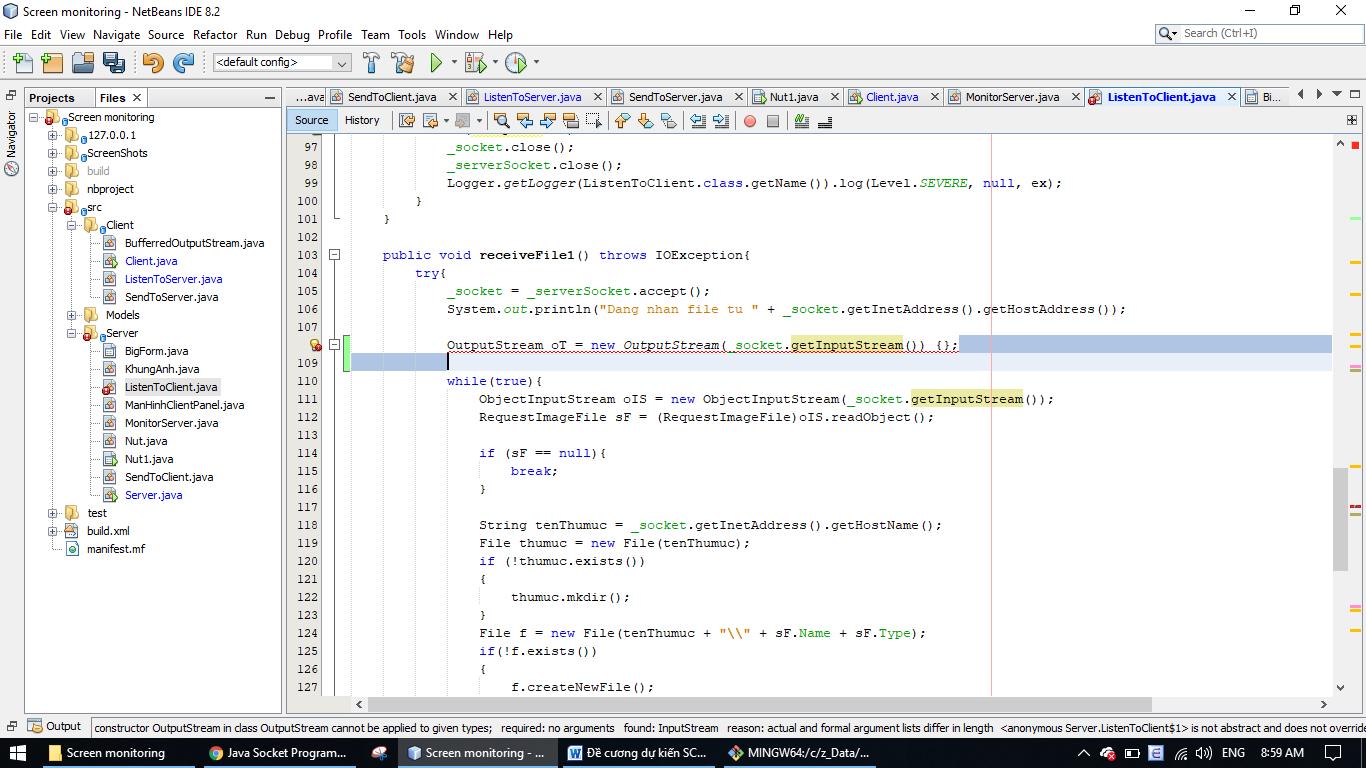 Screen monitoring - NetBeans IDE 8.2
File Edit View Navigate Source Refactor Run Debug Profile Team Tools Window Help
Search (Ctrl+I)
<default config>
Projects Files
...ava SendToClient.java ListenToServer.java SendToServer.java Nut1.java Client.java MonitorServer.java ListenToClient.java Bi...
Navigator
Source History
Screen monitoring
127.0.0.1
ScreenShots
build
nbproject
src
Client
BufferredOutputStream.java
Client.java
ListenToServer.java
SendToServer.java
Models
Server
BigForm.java
KhungAnh.java
ListenToClient.java
ManHinhClientPanel.java
MonitorServer.java
Nut.java
Nut1.java
SendToClient.java
Server.java
test
build.xml
manifest.mf
97 _socket.close();
98 _serverSocket.close();
99 Logger.getLogger(ListenToClient.class.getName()).log(Level.SEVERE, null, ex);
100 }
101 }
102
103 public void receiveFile1() throws IOException{
104 try{
105 _socket = _serverSocket.accept();
106 System.out.println("Dang nhan file tu " + _socket.getInetAddress().getHostAddress());
107
OutputStream oT = new OutputStream(_socket.getInputStream()) {};
109
110 while(true){
111 ObjectInputStream oIS = new ObjectInputStream(_socket.getInputStream());
112 RequestImageFile sF = (RequestImageFile)oIS.readObject();
113
114 if (sF == null){
115 break;
116 }
117
118 String tenThumuc = _socket.getInetAddress().getHostName();
119 File thumuc = new File(tenThumuc);
120 if (!thumuc.exists())
121 {
122 thumuc.mkdir();
123 }
124 File f = new File(tenThumuc + "\\" + sF.Name + sF.Type);
125 if(!f.exists())
126 {
127 f.createNewFile();
Output
constructor OutputStream in class OutputStream cannot be applied to given types; required: no arguments found: InputStream reason: actual and formal argument lists differ in length <anonymous Server.ListenToClient$1> is not abstract and does not override
Screen monitoring
Java Socket Program...
Screen monitoring - ...
Đề cương dự kiến SC...
MINGW64:/c/z_Data/...
ENG
8:59 AM